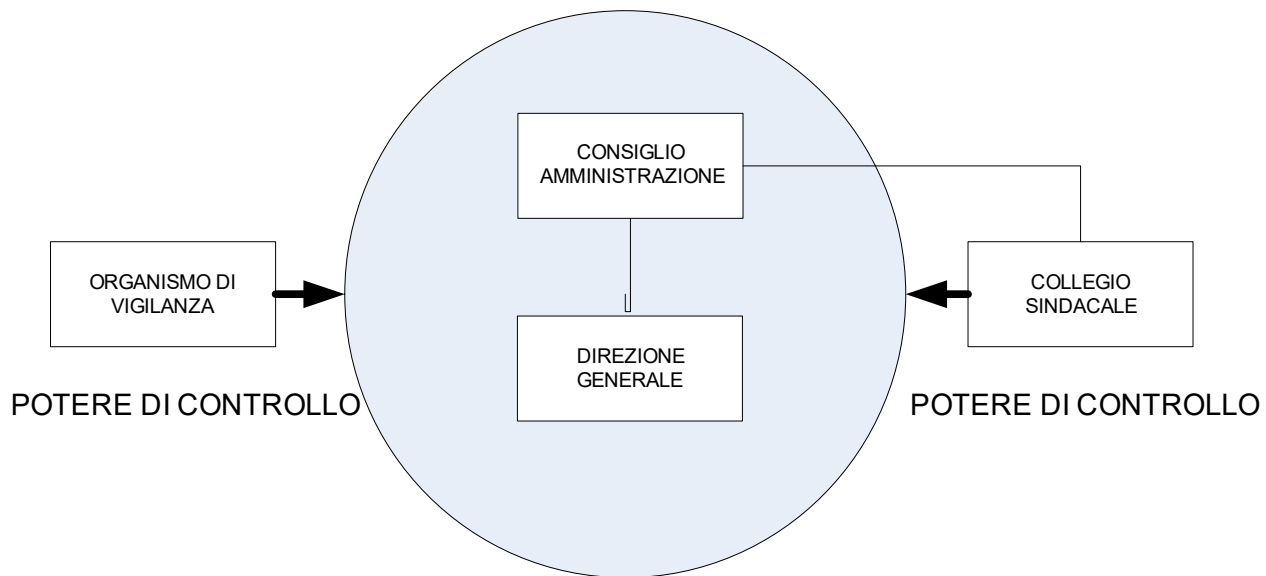 CONSIGLIO
AMMINISTRAZIONE
ORGANISMO DI
VIGILANZA
COLLEGIO
SINDACALE
DIREZIONE
GENERALE
POTERE DI CONTROLLO
POTERE DI CONTROLLO